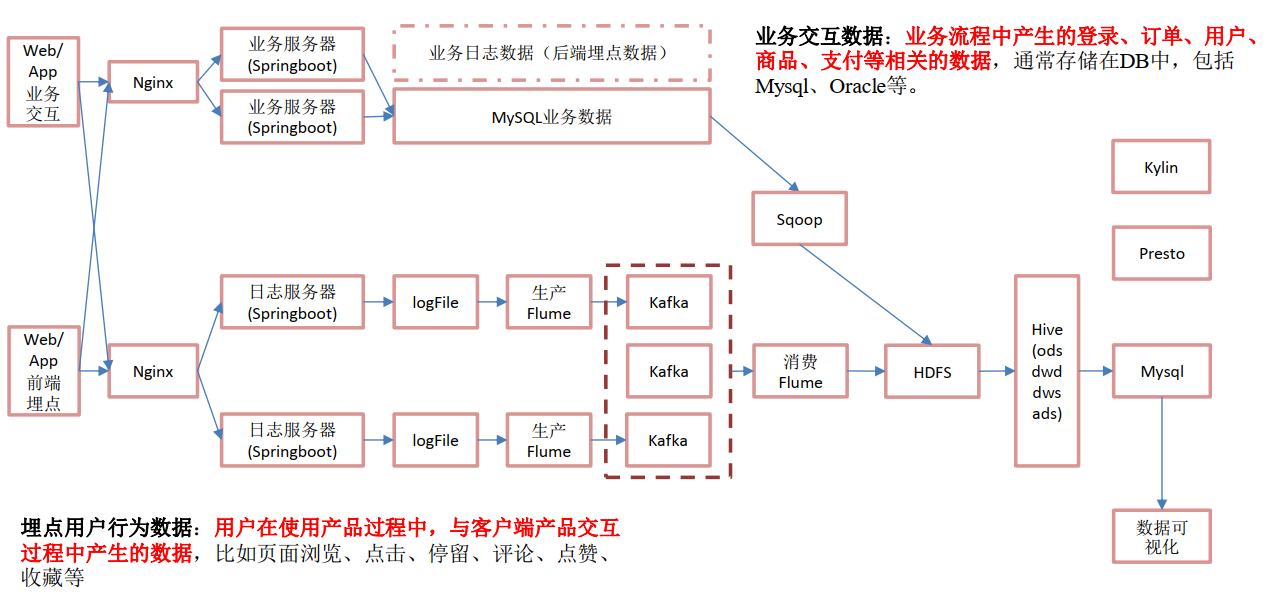 Web/
App
业务
交互
Nginx
业务服务器
(Springboot)
业务服务器
(Springboot)
业务日志数据（后端埋点数据）
MySQL业务数据
业务交互数据：业务流程中产生的登录、订单、用户、
商品、支付等相关的数据，通常存储在DB中，包括
Mysql、Oracle等。
Sqoop
Kylin
Presto
Web/
App
前端
埋点
Nginx
日志服务器
(Springboot)
logFile
生产
Flume
Kafka
Kafka
日志服务器
(Springboot)
logFile
生产
Flume
Kafka
消费
Flume
HDFS
Hive
(ods
dwd
dws
ads)
Mysql
数据可
视化
埋点用户行为数据：用户在使用产品过程中，与客户端产品交互
过程中产生的数据，比如页面浏览、点击、停留、评论、点赞、
收藏等